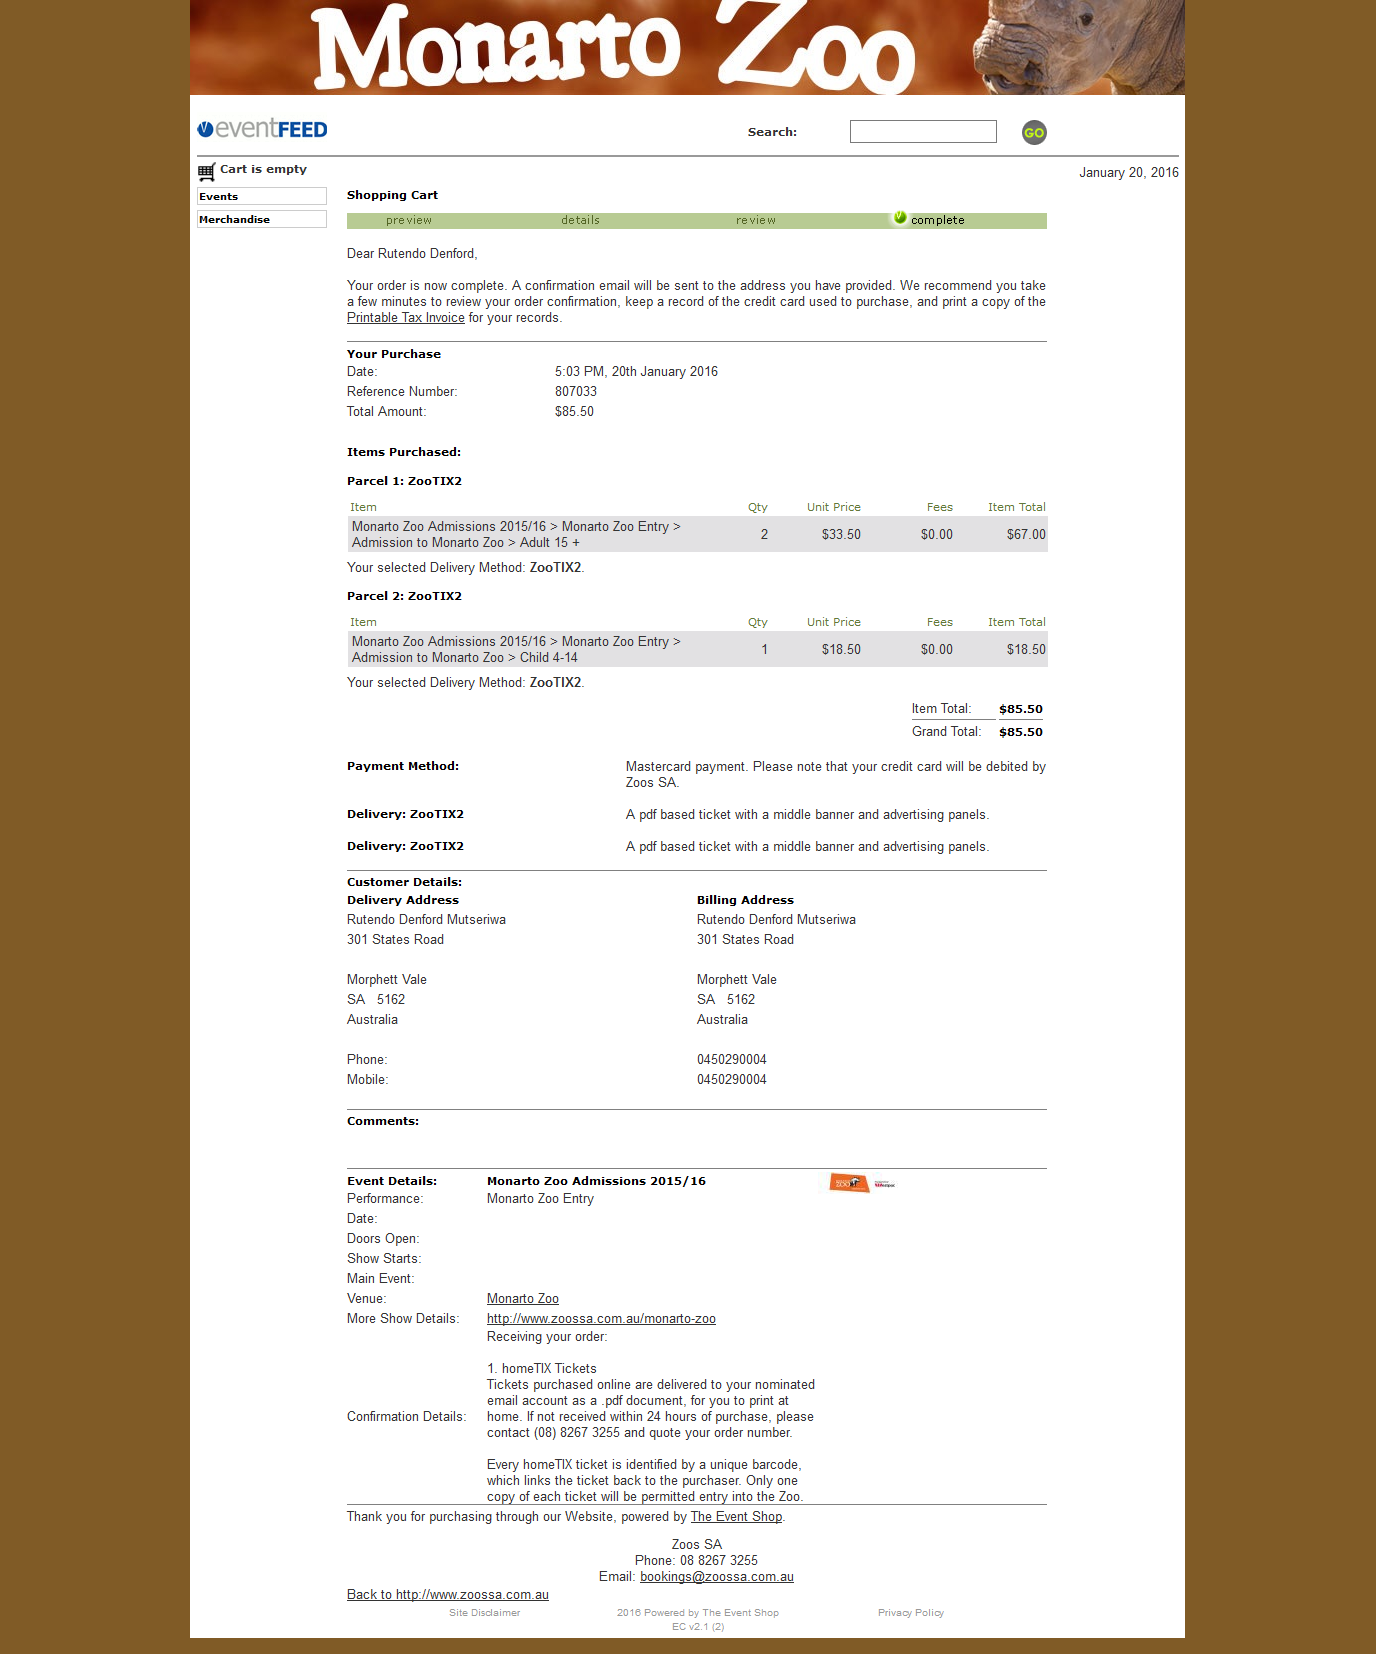 Monarto Zoo
eventFEED
Search:
GO
Cart is empty
January 20, 2016
Events
Merchandise
Shopping Cart
preview details review complete
Dear Rutendo Denford,
Your order is now complete. A confirmation email will be sent to the address you have provided. We recommend you take
a few minutes to review your order confirmation, keep a record of the credit card used to purchase, and print a copy of the
Printable Tax Invoice for your records.
Your Purchase
Date: 5:03 PM, 20th January 2016
Reference Number: 807033
Total Amount: $85.50
Items Purchased:
Parcel 1: ZooTIX2
Item Qty Unit Price Fees Item Total
Monarto Zoo Admissions 2015/16 > Monarto Zoo Entry >
Admission to Monarto Zoo > Adult 15 + 2 $33.50 $0.00 $67.00
Your selected Delivery Method: ZooTIX2.
Parcel 2: ZooTIX2
Item Qty Unit Price Fees Item Total
Monarto Zoo Admissions 2015/16 > Monarto Zoo Entry >
Admission to Monarto Zoo > Child 4-14 1 $18.50 $0.00 $18.50
Your selected Delivery Method: ZooTIX2.
Item Total: $85.50
Grand Total: $85.50
Payment Method: Mastercard payment. Please note that your credit card will be debited by
Zoos SA.
Delivery: ZooTIX2 A pdf based ticket with a middle banner and advertising panels.
Delivery: ZooTIX2 A pdf based ticket with a middle banner and advertising panels.
Customer Details:
Delivery Address Billing Address
Rutendo Denford Mutseriwa Rutendo Denford Mutseriwa
301 States Road 301 States Road
Morphett Vale Morphett Vale
SA 5162 SA 5162
Australia Australia
Phone: 0450290004
Mobile: 0450290004
Comments:
Event Details: Monarto Zoo Admissions 2015/16
Performance: Monarto Zoo Entry
Date:
Doors Open:
Show Starts:
Main Event:
Venue: Monarto Zoo
More Show Details: http://www.zoossa.com.au/monarto-zoo
Receiving your order:
1. homeTIX Tickets
Tickets purchased online are delivered to your nominated
email account as a .pdf document, for you to print at
Confirmation Details: home. If not received within 24 hours of purchase, please
contact (08) 8267 3255 and quote your order number.
Every homeTIX ticket is identified by a unique barcode,
which links the ticket back to the purchaser. Only one
copy of each ticket will be permitted entry into the Zoo.
Thank you for purchasing through our Website, powered by The Event Shop.
Zoos SA
Phone: 08 8267 3255
Email: bookings@zoossa.com.au
Back to http://www.zoossa.com.au
Site Disclaimer 2016 Powered by The Event Shop Privacy Policy
EC v2.1 (2)